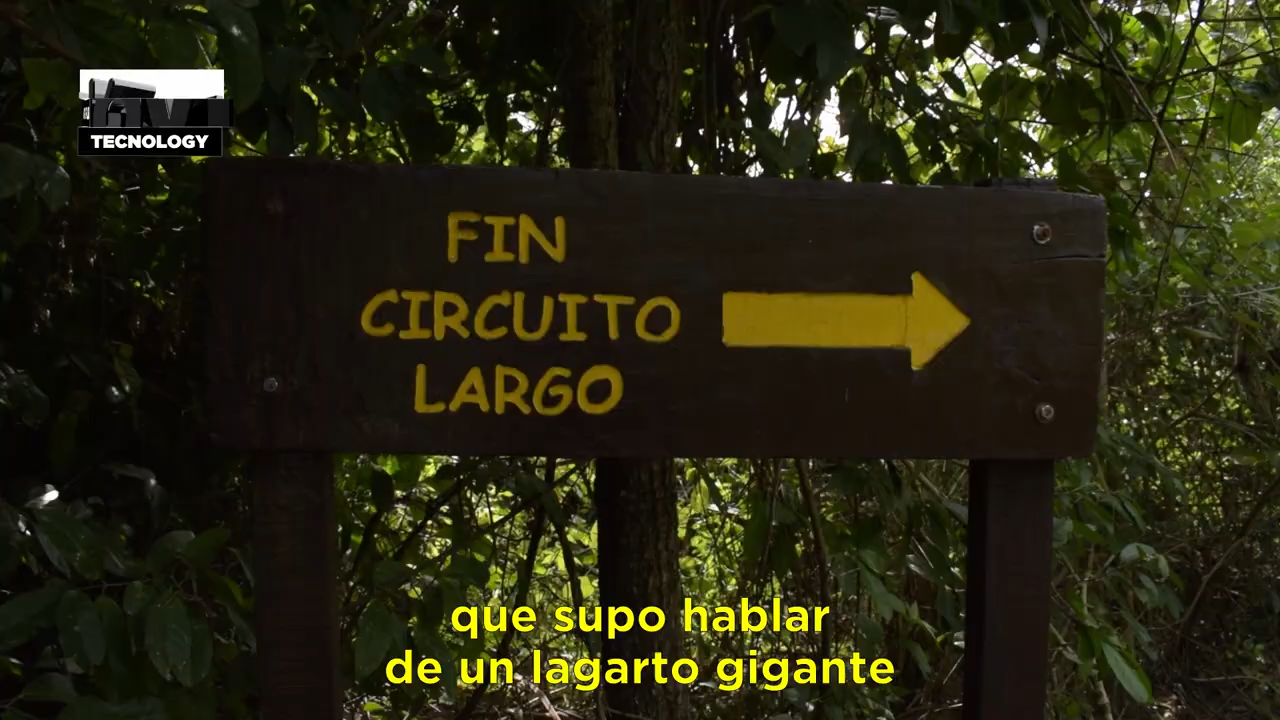 TECNOLOGY
FIN
CIRCUITO
LARGO
que supo hablar
de un lagarto gigante